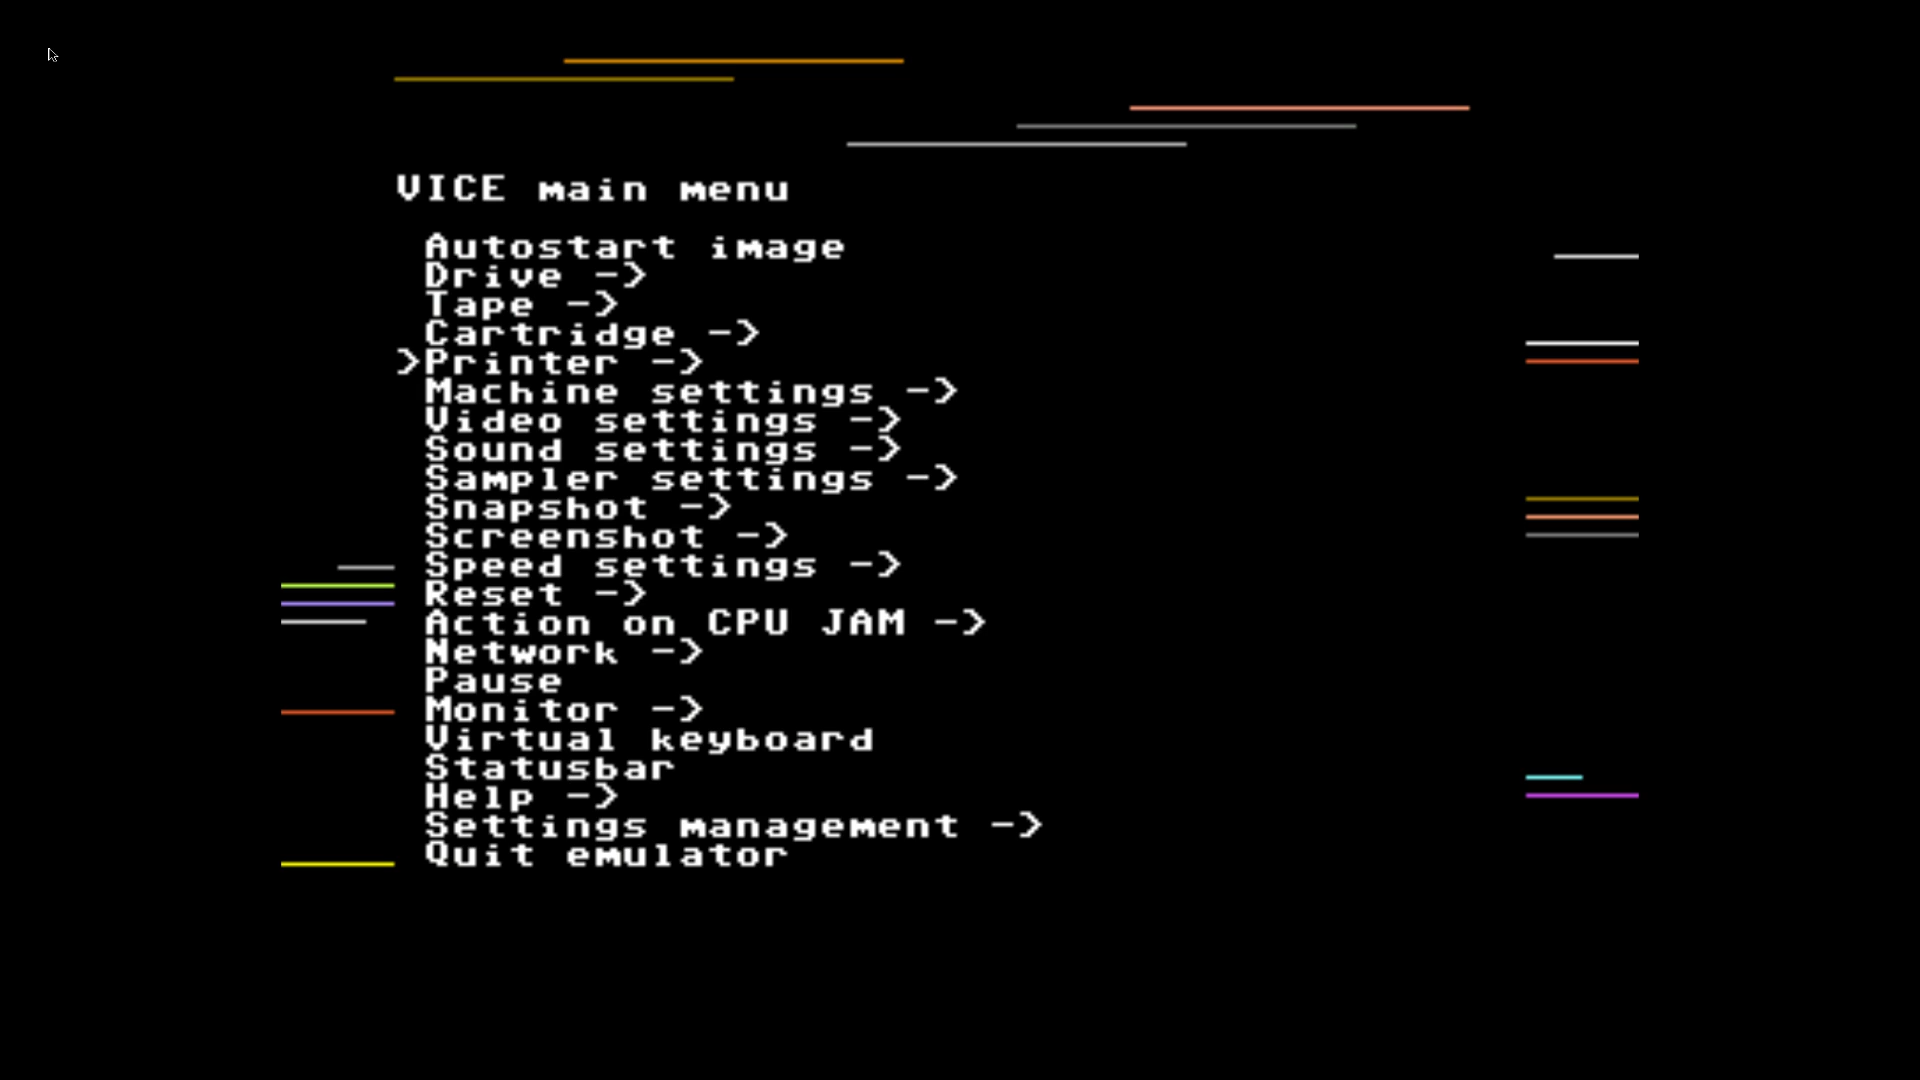 VICE main menu
Autostart image
Drive ->
Tape ->
Cartridge ->
>Printer ->
Machine settings ->
Video settings ->
Sound settings ->
Sampler settings ->
Snapshot ->
Screenshot ->
Speed settings ->
Reset ->
Action on CPU JAM ->
Network ->
Pause
Monitor ->
Virtual keyboard
Statusbar
Help ->
Settings management ->
Quit emulator